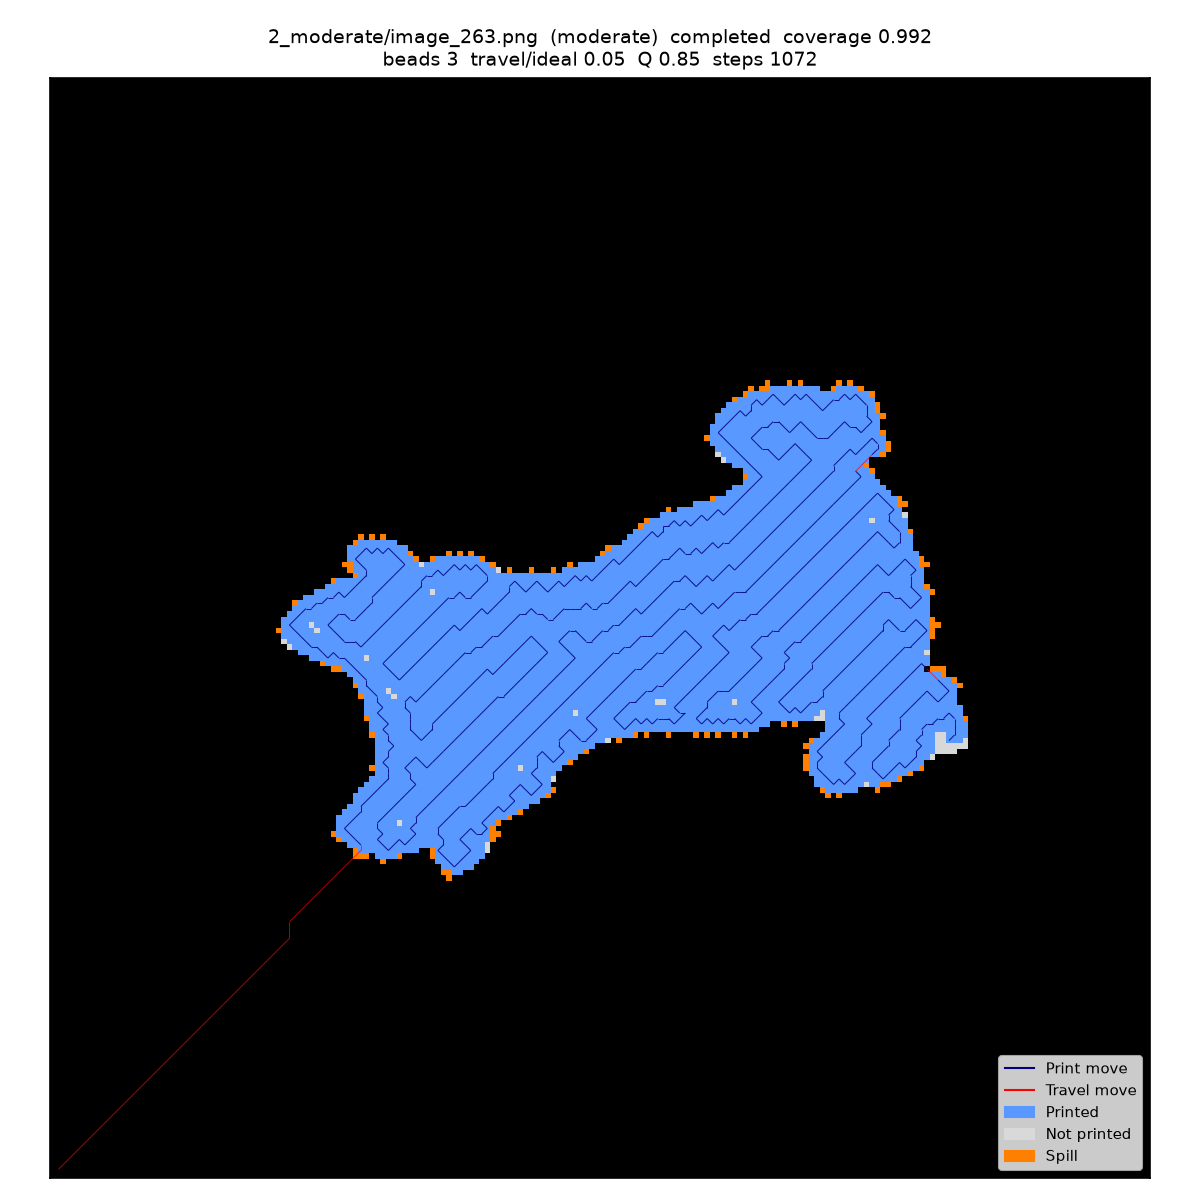 2_moderate/image_263.png  (moderate)  completed  coverage 0.992
beads 3  travel/ideal 0.05  Q 0.85  steps 1072
Print move
Travel move
Printed
Not printed
Spill